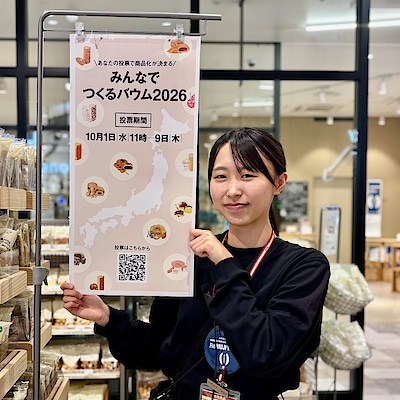 \あなたの投票で商品化が決まる/
みんなで
つくるバウム2026
投票期間
10月1日 水 11時 9日 木
投票はこちらから